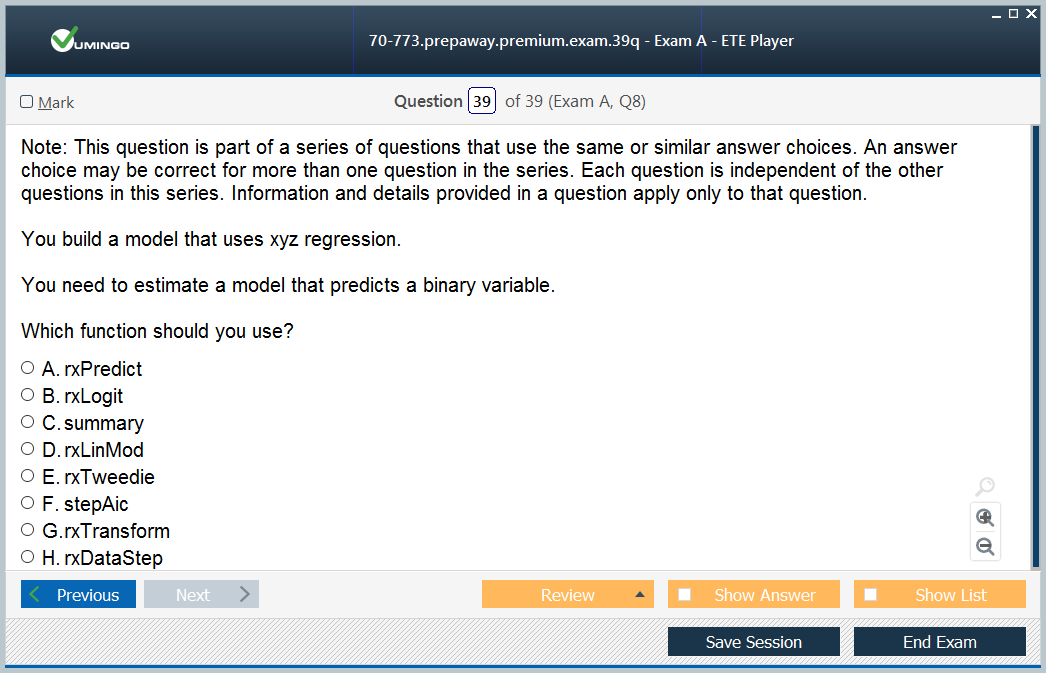 VUMINGO
70-773.prepaway.premium.exam.39q - Exam A - ETE Player
Mark
Question 39 of 39 (Exam A, Q8)
Note: This question is part of a series of questions that use the same or similar answer choices. An answer
choice may be correct for more than one question in the series. Each question is independent of the other
questions in this series. Information and details provided in a question apply only to that question.
You build a model that uses xyz regression.
You need to estimate a model that predicts a binary variable.
Which function should you use?
A. rxPredict
B. rxLogit
C. summary
D. rxLinMod
E. rxTweedie
F. stepAic
G.rxTransform
H. rxDataStep
Previous
Next
Review
Show Answer
Show List
Save Session
End Exam